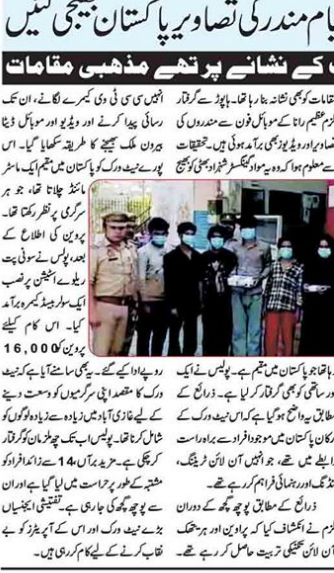 ام مندر کی تصاویر پاکستان بھیجی گئیں
کے نشانے پر تھے مذہبی مقامات
مقامات کو بھی نشانہ بنا رہا تھا۔ ہاپوڑ سے گرفتار
ملزم عظیم رانا کے موبائل فون سے مندروں کی
تصاویر اور ویڈیوز بھی برآمد ہوئی ہیں۔ تحقیقات
سے معلوم ہوا کہ وہ یہ مواد گینگسٹر شہزاد بھٹی کو بھیج
رہا تھا جو پاکستان میں مقیم ہے۔ پولیس نے ایک
اور ساتھی کو بھی گرفتار کر لیا ہے۔ ذرائع کے
مطابق یہ واضح ہو گیا ہے کہ اس نیٹ ورک کے
ارکان پاکستان میں موجود افراد سے براہ راست
رابطے میں تھے، جو انہیں آن لائن ٹریننگ،
فنڈنگ اور رہنمائی فراہم کر رہے تھے۔
ذرائع کے مطابق پوچھ گچھ کے دوران
ملزم نے انکشاف کیا کہ پراوین اور ہریتھک
آن لائن تکنیکی تربیت حاصل کر رہے تھے۔
انہیں سی سی ٹی وی کیمرے لگانے، ان تک
رسائی پیدا کرنے اور ویڈیو اور موبائل ڈیٹا
بیرون ملک بھیجنے کا طریقہ سکھایا گیا۔ اس
پورے نیٹ ورک کو پاکستان میں مقیم ایک ماسٹر
مائنڈ چلاتا تھا، جو ہر
سرگرمی پر نظر رکھتا تھا۔
پروین کی اطلاع کے
بعد، پولیس نے سونی پت
ریلوے اسٹیشن پر نصب
ایک سولر بیسڈ کیمرہ برآمد
کیا۔ اس کام کیلئے
پروین کو 16,000
روپے ادا کیے گئے۔ یہ بھی سامنے آیا ہے کہ نیٹ
ورک کا مقصد اپنی سرگرمیوں کو وسعت دینے
کے لیے غازی آباد میں زیادہ سے زیادہ لوگوں کو
شامل کرنا تھا۔ پولیس اب تک چھ ملزمان کو گرفتار
کر چکی ہے۔ مزید برآں، 14 سے زائد افراد کو
مشتبہ کے طور پر حراست میں لیا گیا ہے اور ان
سے پوچھ گچھ کی جا رہی ہے۔ تفتیشی ایجنسیاں
بڑے نیٹ ورک اور اس کے آپریٹرز کو بے
نقاب کرنے کے لیے کام کر رہی ہیں۔